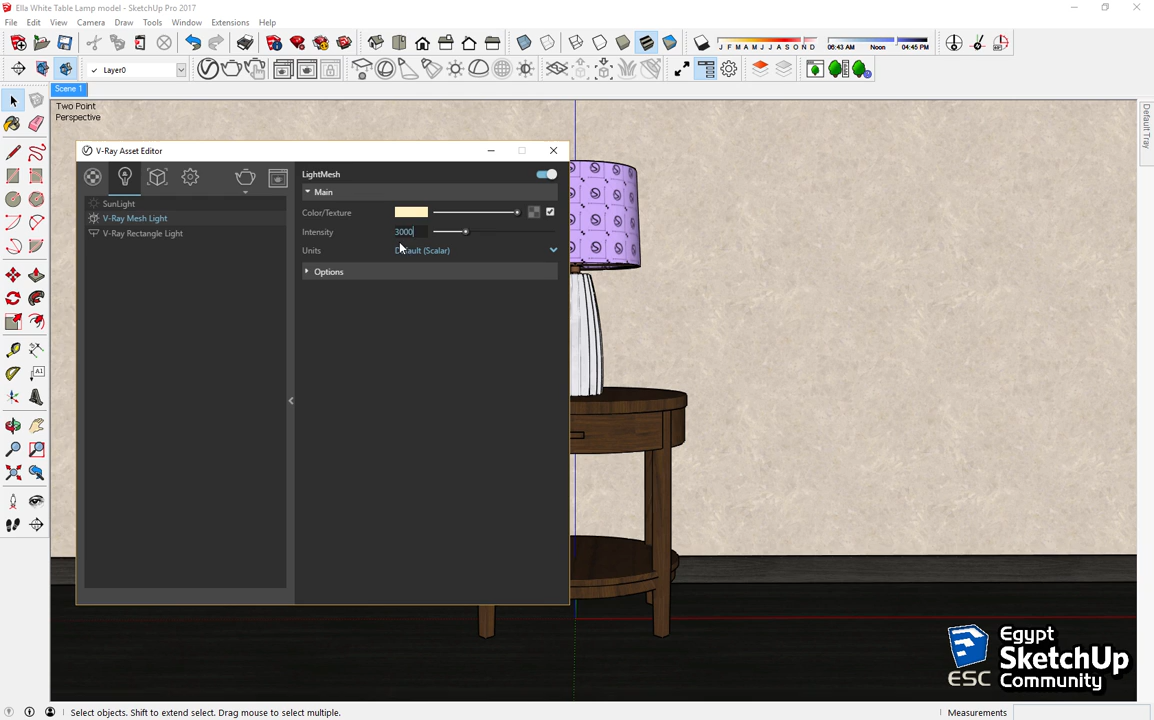 Ella White Table Lamp model - SketchUp Pro 2017
File Edit View Camera Draw Tools Window Extensions Help
J F M A M J J A S O N D 06:43 AM Noon 04:45 PM
Layer0
Scene 1
Two Point
Perspective
Default Tray
V-Ray Asset Editor
LightMesh
Main
SunLight
V-Ray Mesh Light
V-Ray Rectangle Light
Color/Texture
Intensity 3000
Units
(Scalar)
Options
Egypt
SketchUp
ESC Community
Select objects. Shift to extend select. Drag mouse to select multiple.
Measurements